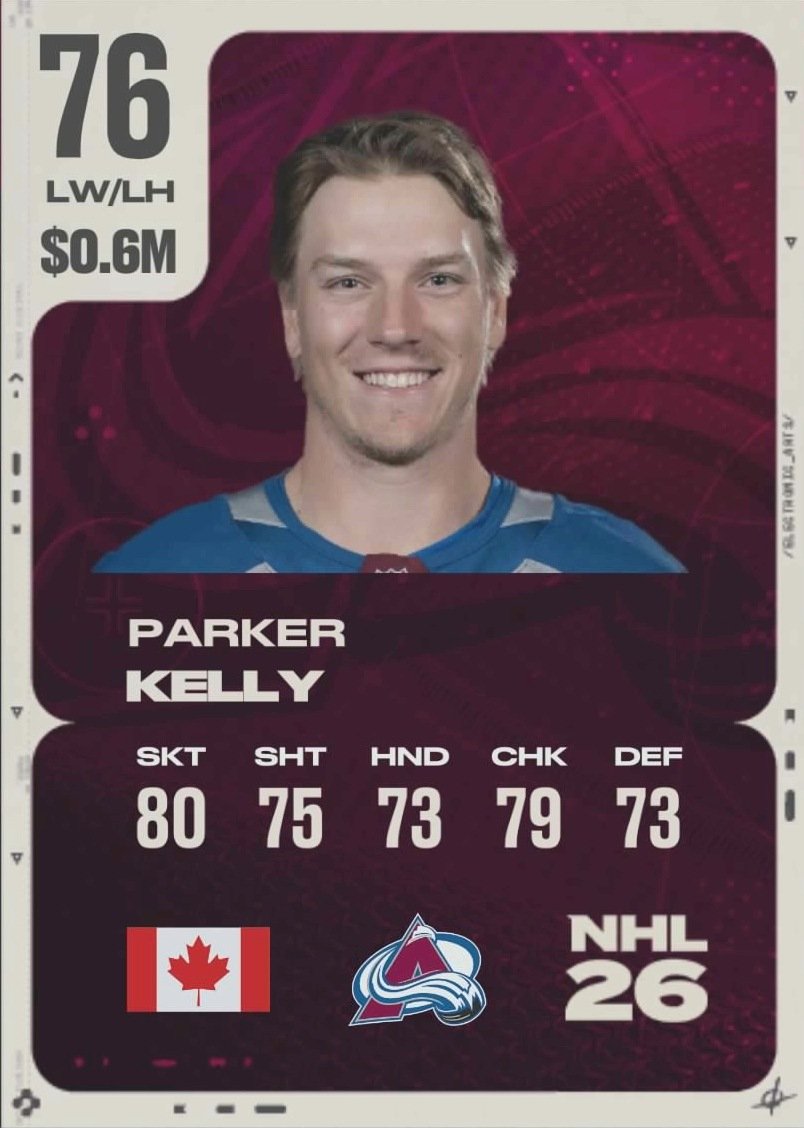 76
LW/LH
$0.6M
/ELECTRONIC_ARTS/
PARKER
KELLY
SKT SHT HND CHK DEF
80 75 73 79 73
NHL
26